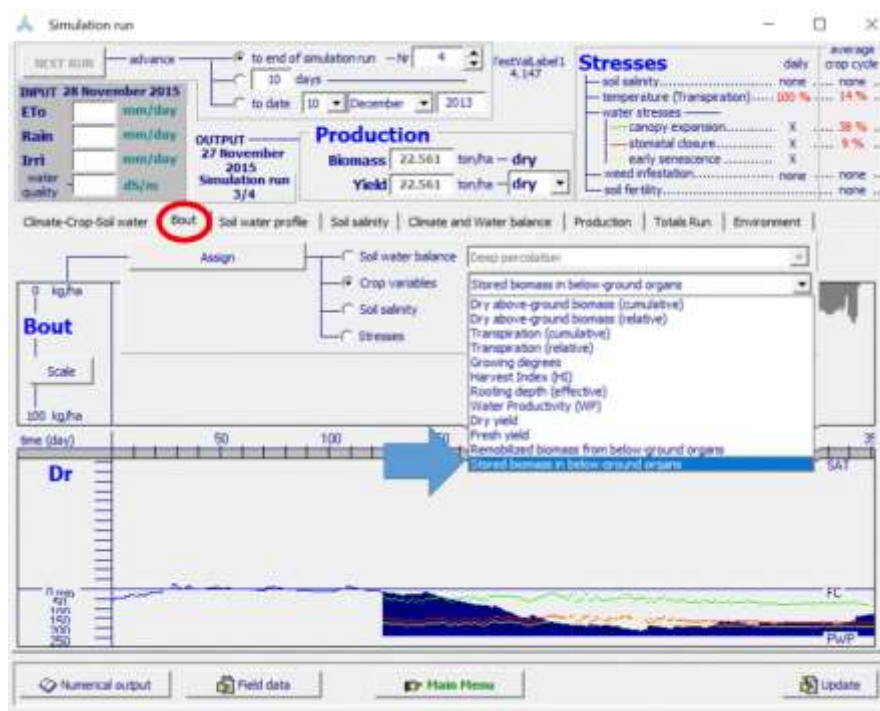 Simulation run
NEXT RUN
advance
to end of simulation run
Nr 4
10 days
to date 10 December 2013
TestValLabel1
4.147
INPUT 28 November 2015
ETo mm/day
Rain mm/day
Irri mm/day
water quality dS/m
OUTPUT
27 November
2015
Simulation run
3/4
Production
Biomass 22.561 ton/ha dry
Yield 22.561 ton/ha dry
Stresses
daily
average
crop cycle
soil salinity............ none .... none
temperature (Transpiration)..... 100 % .... 14 %
water stresses
canopy expansion............ X .... 38 %
stomatal closure............ X .... 9 %
early senescence ............ X
weed infestation............ none .... none
soil fertility............ none
Climate-Crop-Soil water
Bout
Soil water profile
Soil salinity
Climate and Water balance
Production
Totals Run
Environment
Assign
Soil water balance
Deep percolation
Crop variables
Stored biomass in below-ground organs
Soil salinity
Stresses
Dry above-ground biomass (cumulative)
Dry above-ground biomass (relative)
Transpiration (cumulative)
Transpiration (relative)
Growing degrees
Harvest Index (HI)
Rooting depth (effective)
Water Productivity (WP)
Dry yield
Fresh yield
Remobilized biomass from below-ground organs
Stored biomass in below-ground organs
0 kg/ha
Bout
Scale
100 kg/ha
time (day)
50
100
SAT
Dr
0 mm
50
100
150
200
250
FC
PWP
Numerical output
Field data
Main Menu
Update